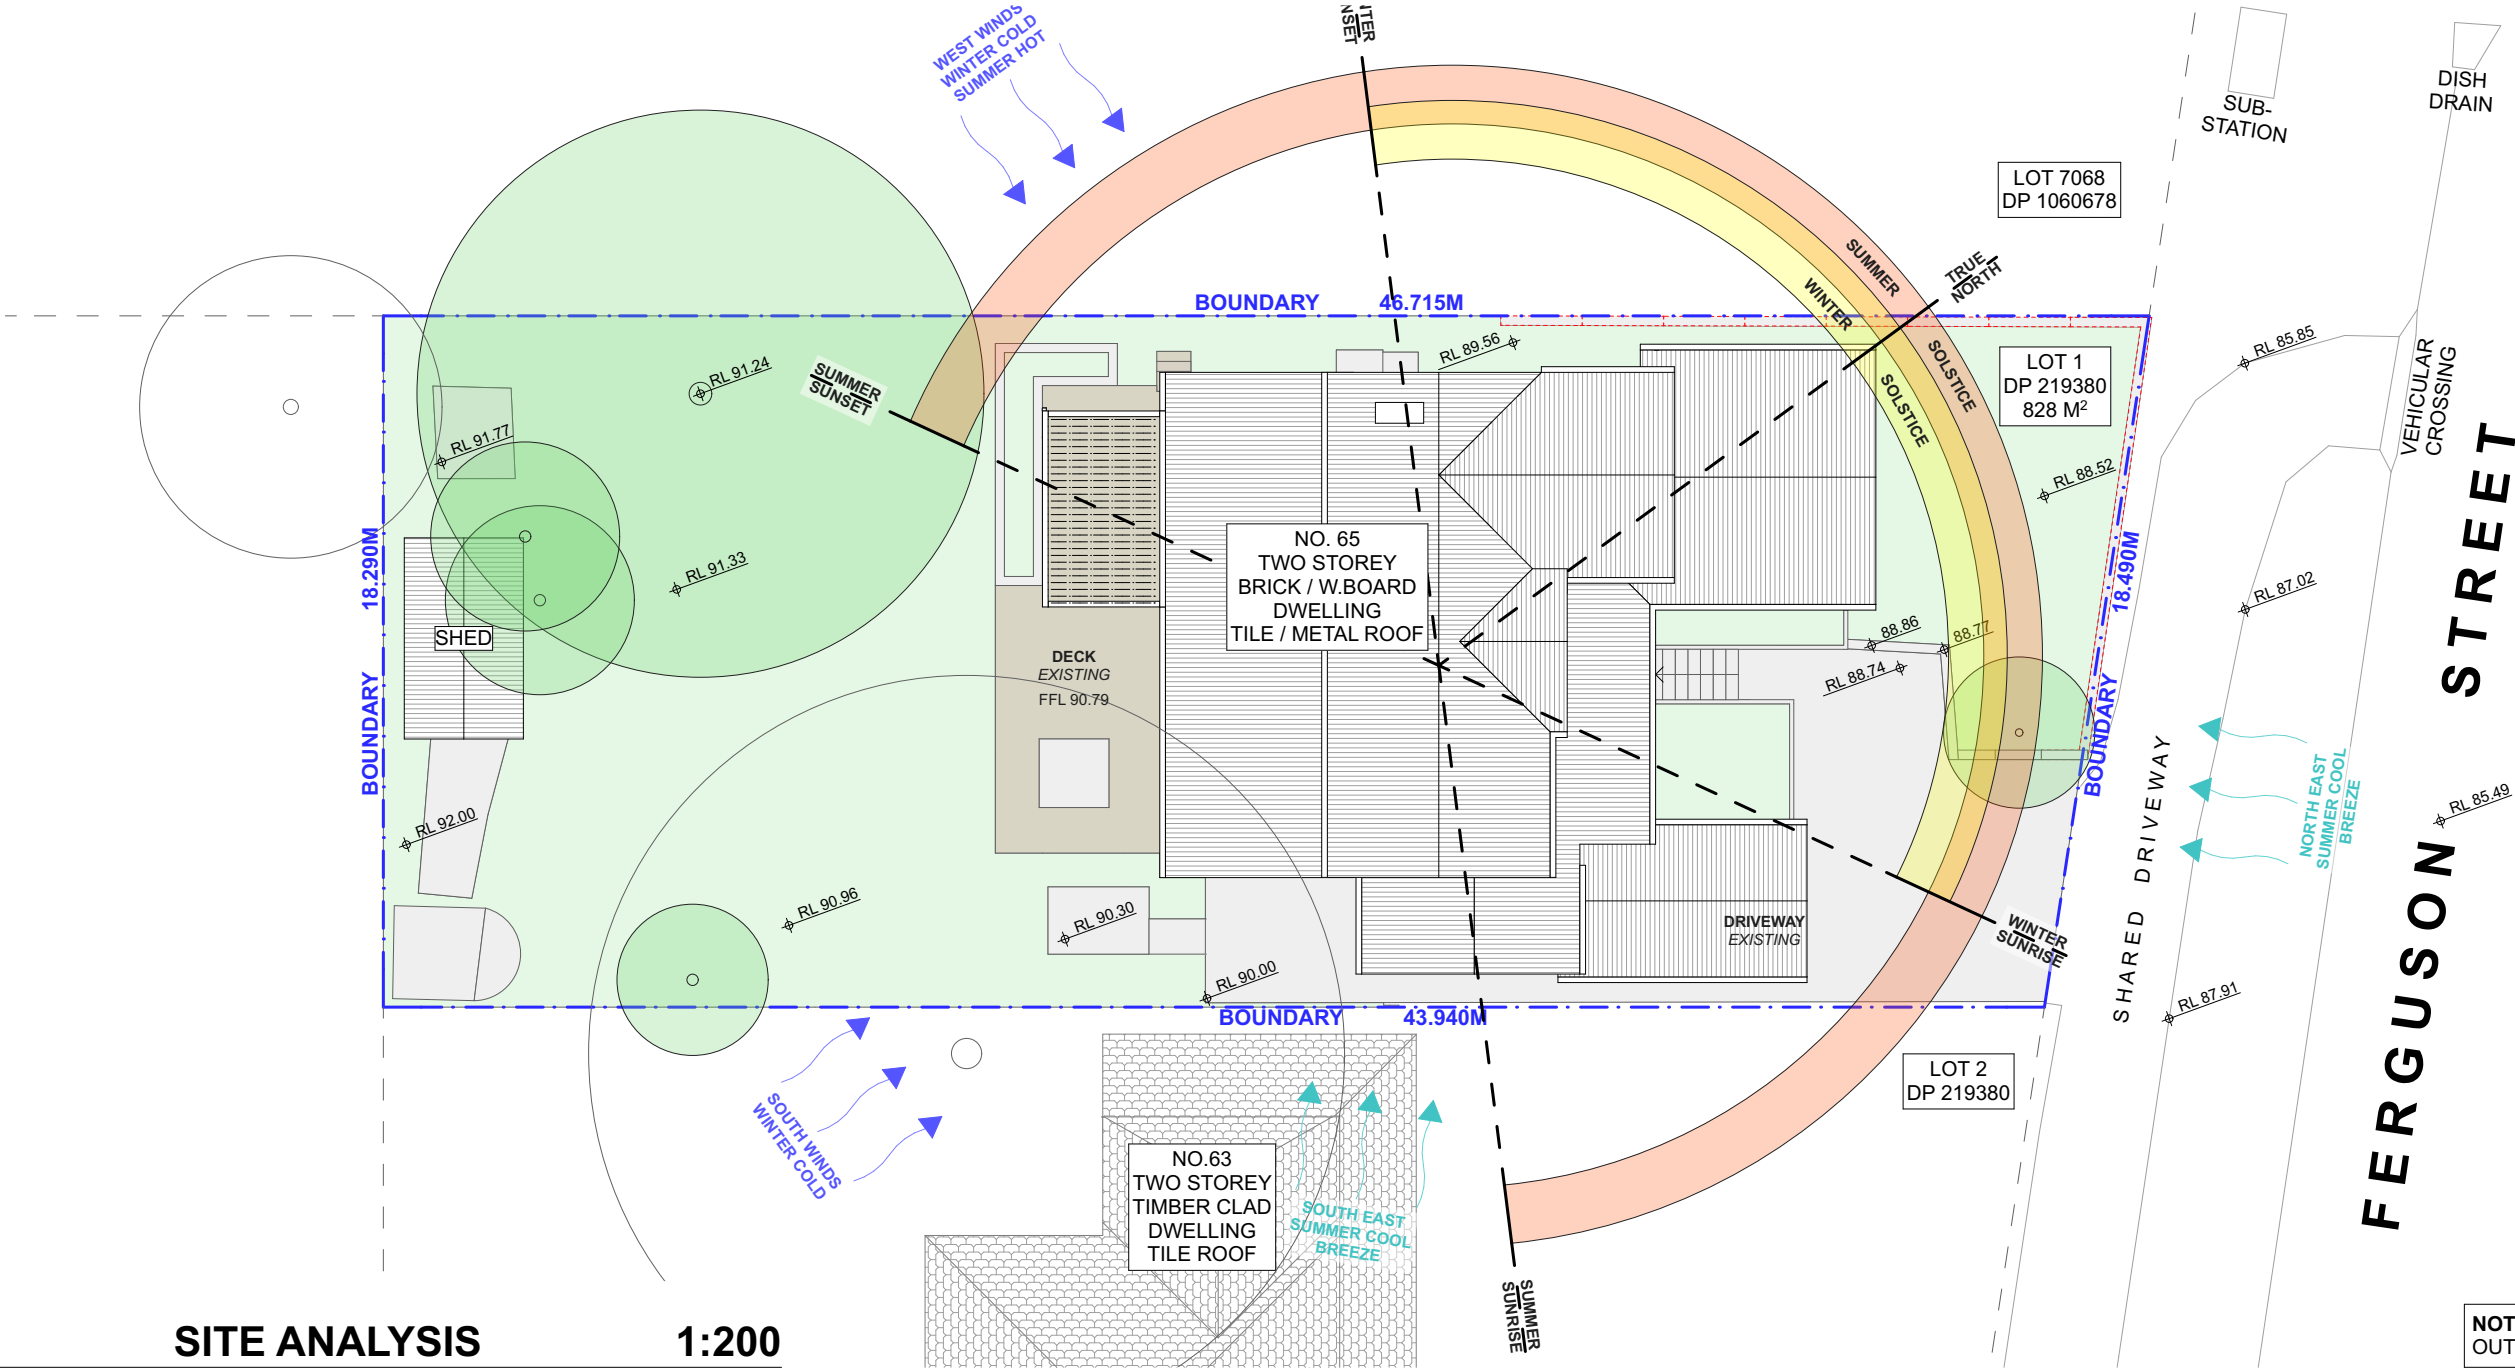 WEST WINDS
WINTER COLD
SUMMER HOT
SUB-
STATION
DISH
DRAIN
LOT 7068
DP 1060678
TRUE
NORTH
SUMMER
SOLSTICE
WINTER
SOLSTICE
BOUNDARY 46.715M
RL 89.56
RL 85.85
LOT 1
DP 219380
828 M²
VEHICULAR
CROSSING
RL 91.24
SUMMER
SUNSET
RL 91.77
RL 88.52
18.290M
BOUNDARY
RL 91.33
SHED
NO. 65
TWO STOREY
BRICK / W.BOARD
DWELLING
TILE / METAL ROOF
18.490M
BOUNDARY
RL 87.02
88.86
88.77
RL 88.74
DECK
EXISTING
FFL 90.79
FERGUSON STREET
SHARED DRIVEWAY
NORTH EAST
SUMMER COOL
BREEZE
RL 85.49
RL 92.00
RL 90.96
RL 90.30
DRIVEWAY
EXISTING
WINTER
SUNRISE
RL 90.00
RL 87.91
BOUNDARY 43.940M
LOT 2
DP 219380
SOUTH WINDS
WINTER COLD
NO.63
TWO STOREY
TIMBER CLAD
DWELLING
TILE ROOF
SOUTH EAST
SUMMER COOL
BREEZE
SUMMER
SUNRISE
SITE ANALYSIS 1:200
OUT